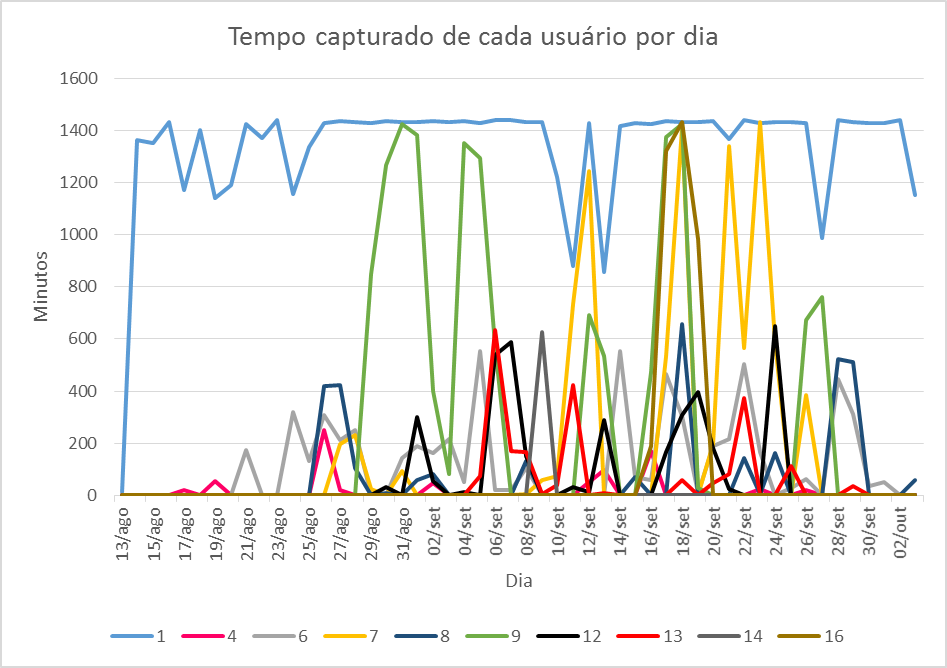 Tempo capturado de cada usuário por dia
1600
1400
1200
1000
800
600
400
200
0
Minutos
13/ago
15/ago
17/ago
19/ago
21/ago
23/ago
25/ago
27/ago
29/ago
31/ago
02/set
04/set
06/set
08/set
10/set
12/set
14/set
16/set
18/set
20/set
22/set
24/set
26/set
28/set
30/set
02/out
Dia
1 4 6 7 8 9 12 13 14 16